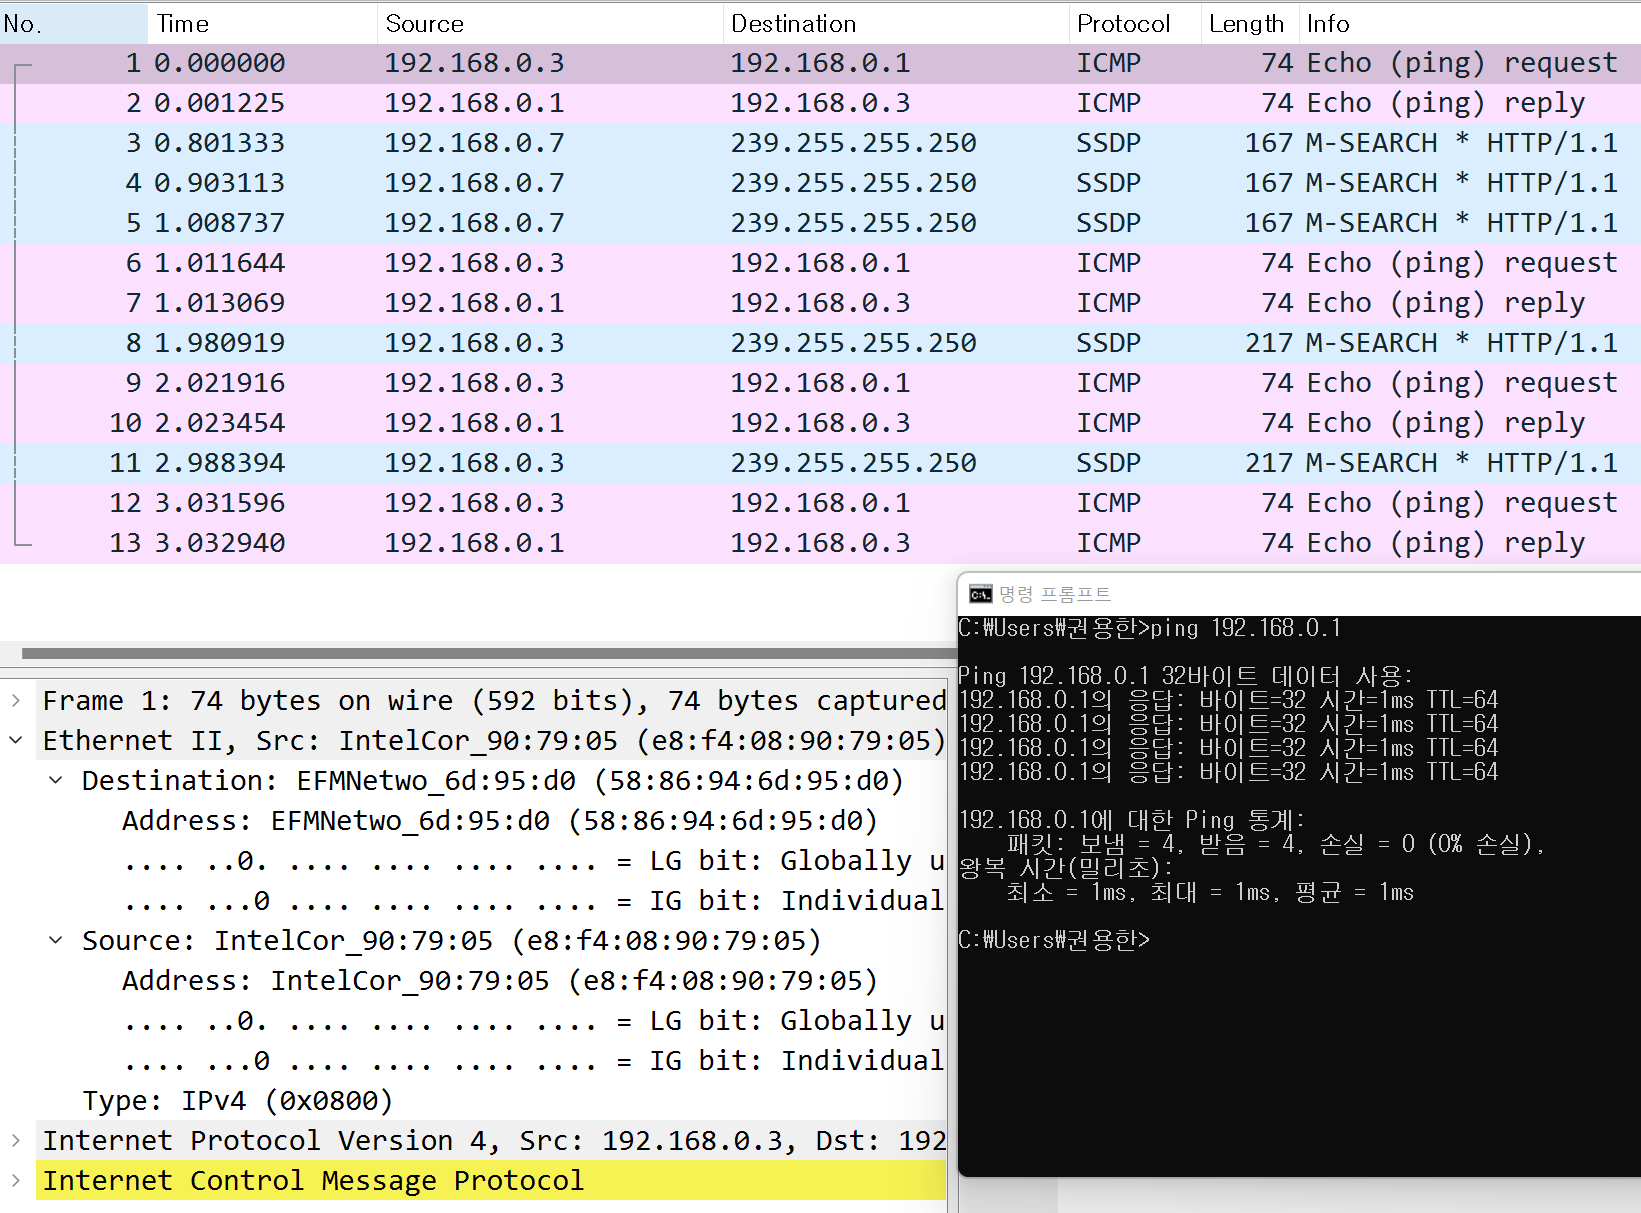 No. Time Source Destination Protocol Length Info
1 0.000000 192.168.0.3 192.168.0.1 ICMP 74 Echo (ping) request
2 0.001225 192.168.0.1 192.168.0.3 ICMP 74 Echo (ping) reply
3 0.801333 192.168.0.7 239.255.255.250 SSDP 167 M-SEARCH * HTTP/1.1
4 0.903113 192.168.0.7 239.255.255.250 SSDP 167 M-SEARCH * HTTP/1.1
5 1.008737 192.168.0.7 239.255.255.250 SSDP 167 M-SEARCH * HTTP/1.1
6 1.011644 192.168.0.3 192.168.0.1 ICMP 74 Echo (ping) request
7 1.013069 192.168.0.1 192.168.0.3 ICMP 74 Echo (ping) reply
8 1.980919 192.168.0.3 239.255.255.250 SSDP 217 M-SEARCH * HTTP/1.1
9 2.021916 192.168.0.3 192.168.0.1 ICMP 74 Echo (ping) request
10 2.023454 192.168.0.1 192.168.0.3 ICMP 74 Echo (ping) reply
11 2.988394 192.168.0.3 239.255.255.250 SSDP 217 M-SEARCH * HTTP/1.1
12 3.031596 192.168.0.3 192.168.0.1 ICMP 74 Echo (ping) request
13 3.032940 192.168.0.1 192.168.0.3 ICMP 74 Echo (ping) reply
Frame 1: 74 bytes on wire (592 bits), 74 bytes captured
Ethernet II, Src: IntelCor_90:79:05 (e8:f4:08:90:79:05)
Destination: EFMNetwo_6d:95:d0 (58:86:94:6d:95:d0)
Address: EFMNetwo_6d:95:d0 (58:86:94:6d:95:d0)
.... ..0. .... .... .... .... = LG bit: Globally u
.... ...0 .... .... .... .... = IG bit: Individual
Source: IntelCor_90:79:05 (e8:f4:08:90:79:05)
Address: IntelCor_90:79:05 (e8:f4:08:90:79:05)
.... ..0. .... .... .... .... = LG bit: Globally u
.... ...0 .... .... .... .... = IG bit: Individual
Type: IPv4 (0x0800)
Internet Protocol Version 4, Src: 192.168.0.3, Dst: 192
Internet Control Message Protocol
명령 프롬프트
C:₩Users₩권용한>ping 192.168.0.1
Ping 192.168.0.1 32바이트 데이터 사용:
192.168.0.1의 응답: 바이트=32 시간=1ms TTL=64
192.168.0.1의 응답: 바이트=32 시간=1ms TTL=64
192.168.0.1의 응답: 바이트=32 시간=1ms TTL=64
192.168.0.1의 응답: 바이트=32 시간=1ms TTL=64
192.168.0.1에 대한 Ping 통계:
패킷: 보냄 = 4, 받음 = 4, 손실 = 0 (0% 손실),
왕복 시간(밀리초):
최소 = 1ms, 최대 = 1ms, 평균 = 1ms
C:₩Users₩권용한>